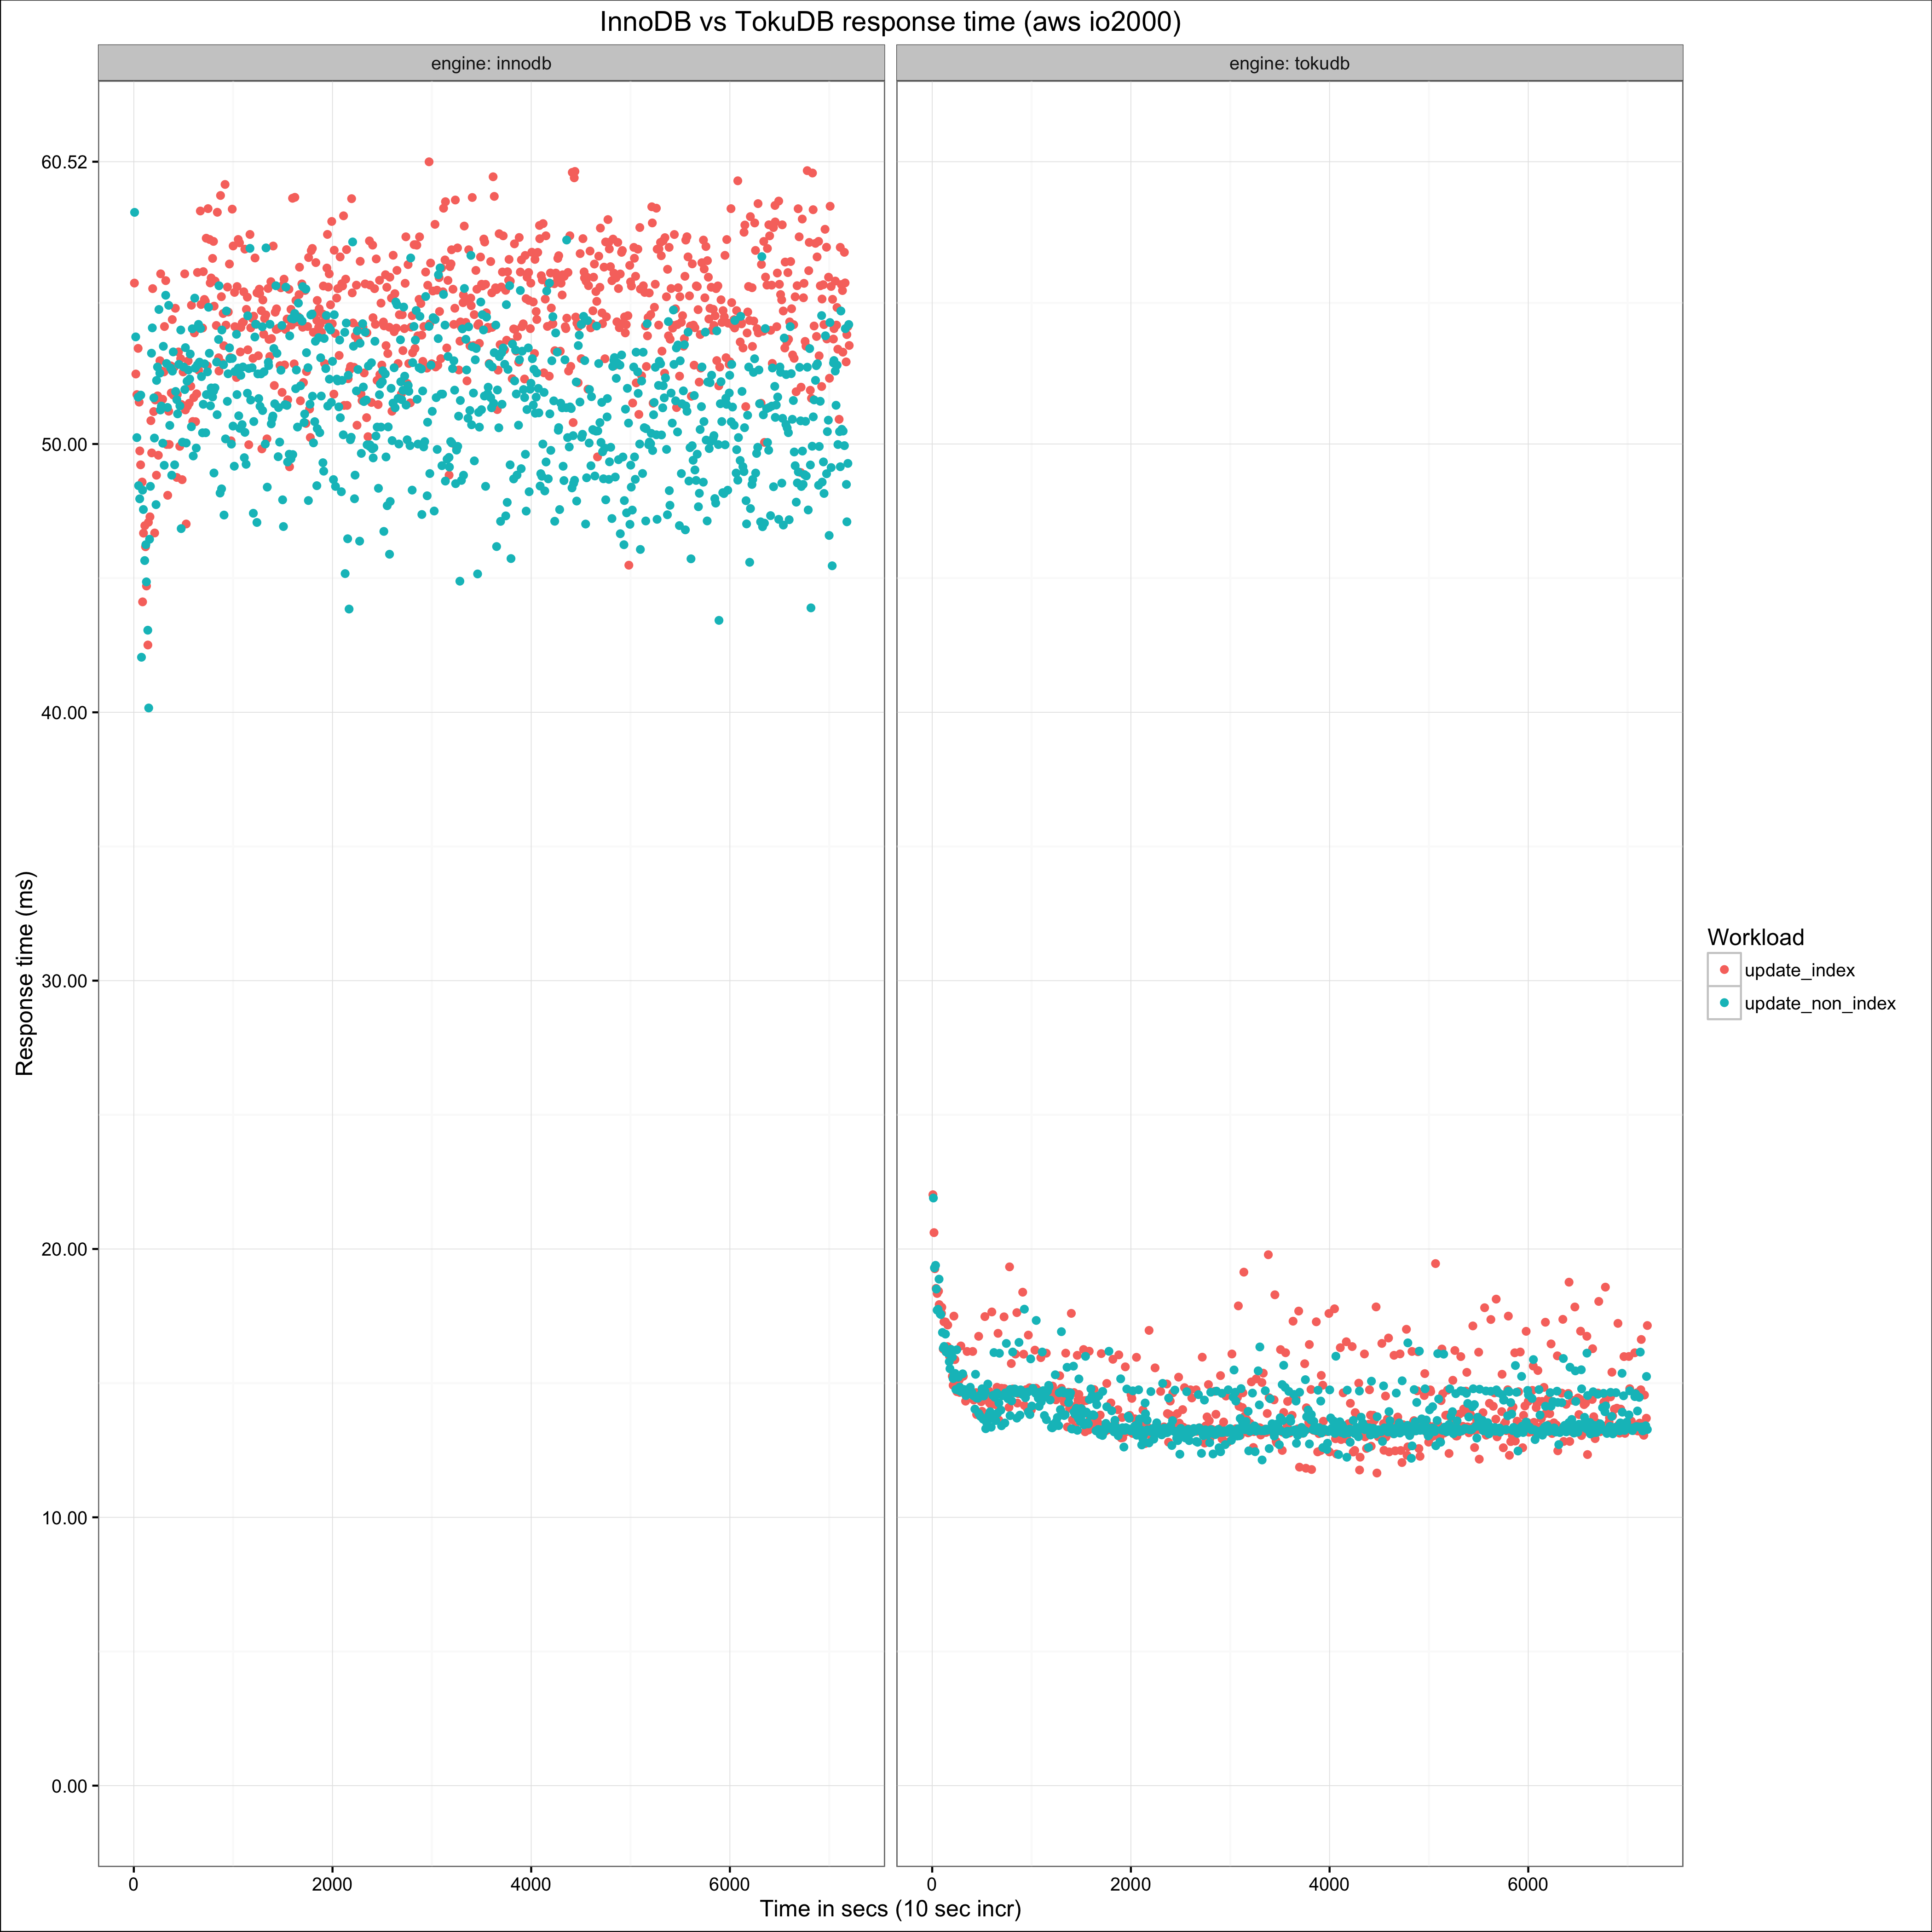 InnoDB vs TokuDB response time (aws io2000)
engine: innodb
engine: tokudb
60.52
50.00
40.00
30.00
20.00
10.00
0.00
Response time (ms)
0
2000
4000
6000
0
2000
4000
6000
Time in secs (10 sec incr)
Workload
update_index
update_non_index